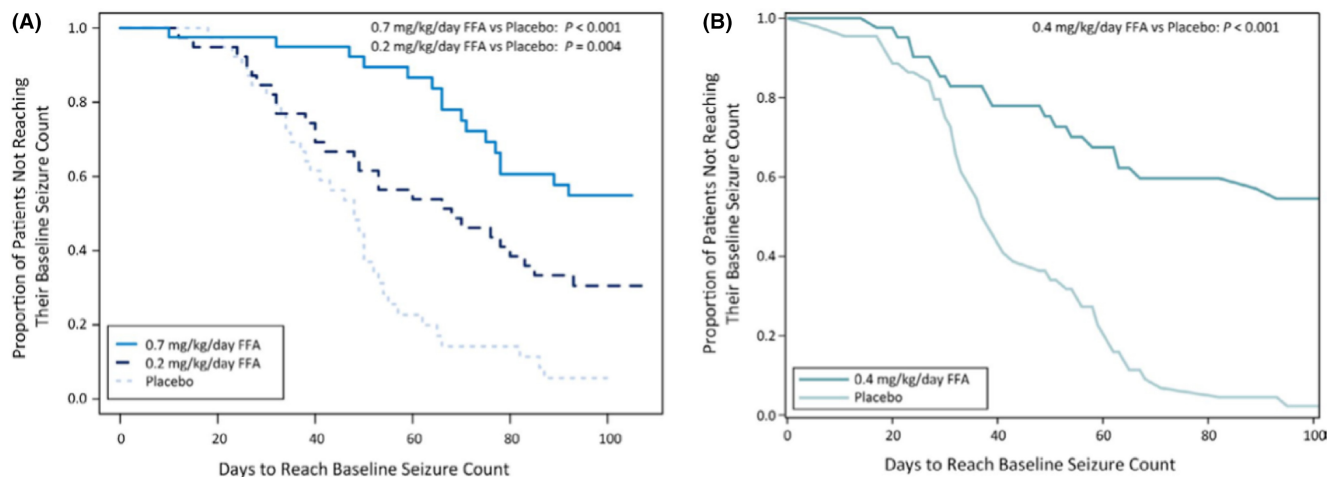 (A)
0.7 mg/kg/day FFA vs Placebo: P < 0.001
0.2 mg/kg/day FFA vs Placebo: P = 0.004
Proportion of Patients Not Reaching
Their Baseline Seizure Count
1.0
0.8
0.6
0.4
0.2
0.0
0.7 mg/kg/day FFA
0.2 mg/kg/day FFA
Placebo
0 20 40 60 80 100
Days to Reach Baseline Seizure Count
(B)
0.4 mg/kg/day FFA vs Placebo: P < 0.001
Proportion of Patients Not Reaching
Their Baseline Seizure Count
1.0
0.8
0.6
0.4
0.2
0.0
0.4 mg/kg/day FFA
Placebo
0 20 40 60 80 100
Days to Reach Baseline Seizure Count